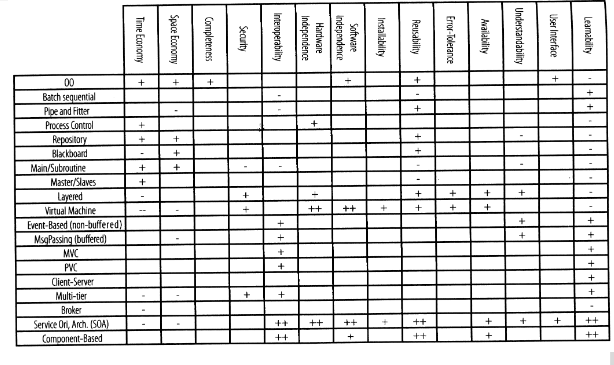 Time Economy
Space Economy
Completeness
Security
Interoperability
Hardware
Independence
Software
Independence
Installability
Reusability
Error-Tolerance
Availability
Understandability
User Interface
Learnability
OO + + + + + + -
Batch sequential - - +
Pipe and Fitter - - + +
Process Control + + -
Repository + + + - -
Blackboard - + + -
Main/Subroutine + + - - - - -
Master/Slaves + - -
Layered - + + + + + + -
Virtual Machine -- - + ++ ++ + + + + -
Event-Based (non-buffered) + + +
MsgPassing (buffered) - + + +
MVC + +
PVC + +
Client-Server +
Multi-tier - - + + +
Broker - -
Service Ori, Arch. (SOA) - - ++ ++ ++ + ++ + + + ++
Component-Based ++ + ++ + ++